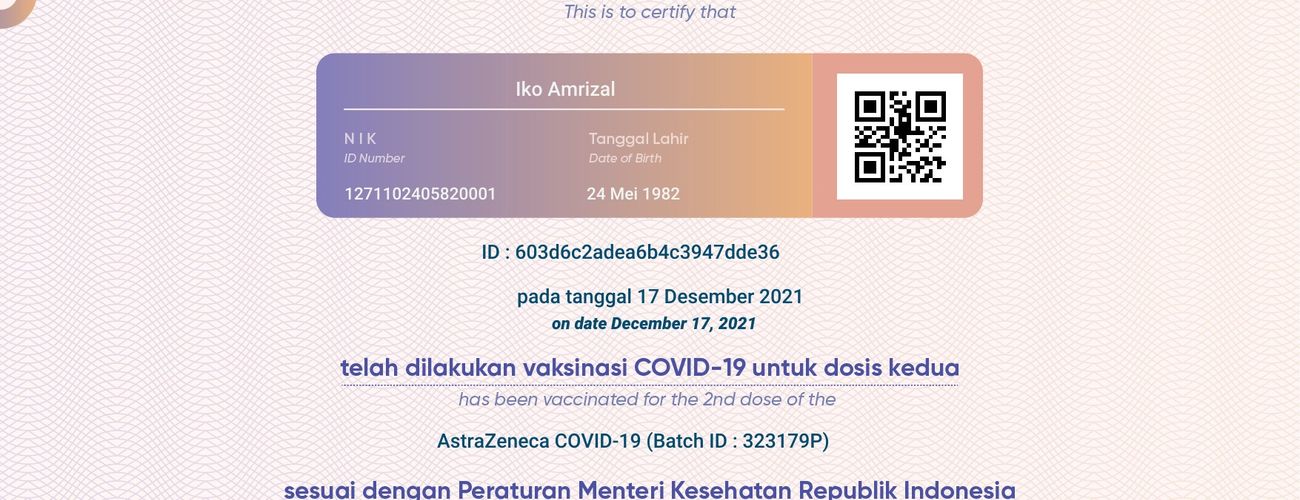 This is to certify that
Iko Amrizal
N I K
ID Number
Tanggal Lahir
Date of Birth
1271102405820001
24 Mei 1982
ID : 603d6c2adea6b4c3947dde36
pada tanggal 17 Desember 2021
on date December 17, 2021
telah dilakukan vaksinasi COVID-19 untuk dosis kedua
has been vaccinated for the 2nd dose of the
AstraZeneca COVID-19 (Batch ID : 323179P)
sesuai dengan Peraturan Menteri Kesehatan Republik Indonesia